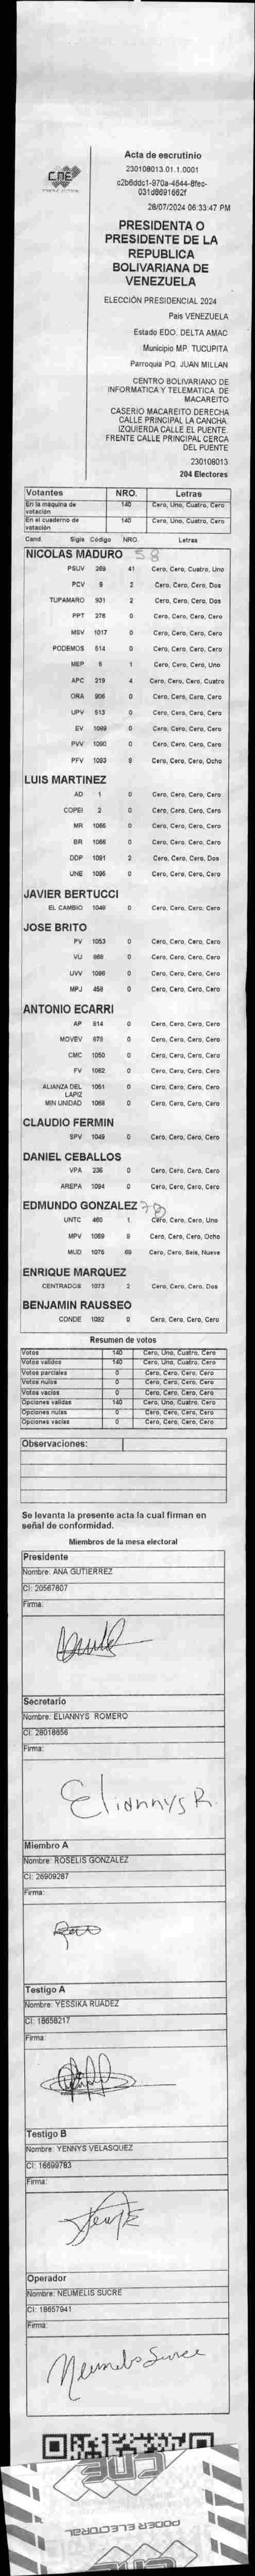 CNE
Acta de escrutinio
230108013.01.1.0001
c2b6ddc1-970a-4544-8fec-
031d8691662f
28/07/2024 06:33:47 PM
PRESIDENTA O
PRESIDENTE DE LA
REPUBLICA
BOLIVARIANA DE
VENEZUELA
ELECCIÓN PRESIDENCIAL 2024
Pais VENEZUELA
Estado EDO. DELTA AMAC
Municipio MP. TUCUPITA
Parroquia PQ. JUAN MILLAN
CENTRO BOLIVARIANO DE
INFORMATICA Y TELEMATICA DE
MACAREITO
CASERIO MACAREITO DERECHA
CALLE PRINCIPAL LA CANCHA.
IZQUIERDA CALLE EL PUENTE.
FRENTE CALLE PRINCIPAL CERCA
DEL PUENTE
230108013
204 Electores
Votantes NRO. Letras
En la máquina de votación 140 Cero, Uno, Cuatro, Cero
En el cuaderno de votación 140 Cero, Uno, Cuatro, Cero
Cand. Sigla Código NRO. Letras
NICOLAS MADURO 58
PSUV 269 41 Cero, Cero, Cuatro, Uno
PCV 9 2 Cero, Cero, Cero, Dos
TUPAMARO 931 2 Cero, Cero, Cero, Dos
PPT 276 0 Cero, Cero, Cero, Cero
MSV 1017 0 Cero, Cero, Cero, Cero
PODEMOS 514 0 Cero, Cero, Cero, Cero
MEP 6 1 Cero, Cero, Cero, Uno
APC 219 4 Cero, Cero, Cero, Cuatro
ORA 906 0 Cero, Cero, Cero, Cero
UPV 513 0 Cero, Cero, Cero, Cero
EV 1089 0 Cero, Cero, Cero, Cero
PVV 1090 0 Cero, Cero, Cero, Cero
PFV 1093 8 Cero, Cero, Cero, Ocho
LUIS MARTINEZ
AD 1 0 Cero, Cero, Cero, Cero
COPEI 2 0 Cero, Cero, Cero, Cero
MR 1065 0 Cero, Cero, Cero, Cero
BR 1066 0 Cero, Cero, Cero, Cero
DDP 1091 2 Cero, Cero, Cero, Dos
UNE 1095 0 Cero, Cero, Cero, Cero
JAVIER BERTUCCI
EL CAMBIO 1048 0 Cero, Cero, Cero, Cero
JOSE BRITO
PV 1053 0 Cero, Cero, Cero, Cero
VU 968 0 Cero, Cero, Cero, Cero
UVV 1096 0 Cero, Cero, Cero, Cero
MPJ 458 0 Cero, Cero, Cero, Cero
ANTONIO ECARRI
AP 814 0 Cero, Cero, Cero, Cero
MOVEV 679 0 Cero, Cero, Cero, Cero
CMC 1050 0 Cero, Cero, Cero, Cero
FV 1062 0 Cero, Cero, Cero, Cero
ALIANZA DEL LAPIZ 1051 0 Cero, Cero, Cero, Cero
MIN UNIDAD 1068 0 Cero, Cero, Cero, Cero
CLAUDIO FERMIN
SPV 1049 0 Cero, Cero, Cero, Cero
DANIEL CEBALLOS
VPA 236 0 Cero, Cero, Cero, Cero
AREPA 1094 0 Cero, Cero, Cero, Cero
EDMUNDO GONZALEZ 78
UNTC 460 1 Cero, Cero, Cero, Uno
MPV 1069 8 Cero, Cero, Cero, Ocho
MUD 1075 69 Cero, Cero, Seis, Nueve
ENRIQUE MARQUEZ
CENTRADOS 1073 2 Cero, Cero, Cero, Dos
BENJAMIN RAUSSEO
CONDE 1092 0 Cero, Cero, Cero, Cero
Resumen de votos
Votos 140 Cero, Uno, Cuatro, Cero
Votos validos 140 Cero, Uno, Cuatro, Cero
Votos parciales 0 Cero, Cero, Cero, Cero
Votos nulos 0 Cero, Cero, Cero, Cero
Votos vacios 0 Cero, Cero, Cero, Cero
Opciones validas 140 Cero, Uno, Cuatro, Cero
Opciones nulas 0 Cero, Cero, Cero, Cero
Opciones vacias 0 Cero, Cero, Cero, Cero
Observaciones:
Se levanta la presente acta la cual firman en
señal de conformidad.
Miembros de la mesa electoral
Presidente
Nombre: ANA GUTIERREZ
CI: 20567607
Firma:
Secretario
Nombre: ELIANNYS ROMERO
CI: 28018656
Firma:
Eliannys R.
Miembro A
Nombre: ROSELIS GONZALEZ
CI: 26909287
Firma:
Testigo A
Nombre: YESSIKA RUADEZ
CI: 18658217
Firma:
Testigo B
Nombre: YENNYS VELASQUEZ
CI: 16699783
Firma:
Operador
Nombre: NEUMELIS SUCRE
CI: 18657941
Firma:
Neumelis Sucre
CNE
PODER ELECTORAL